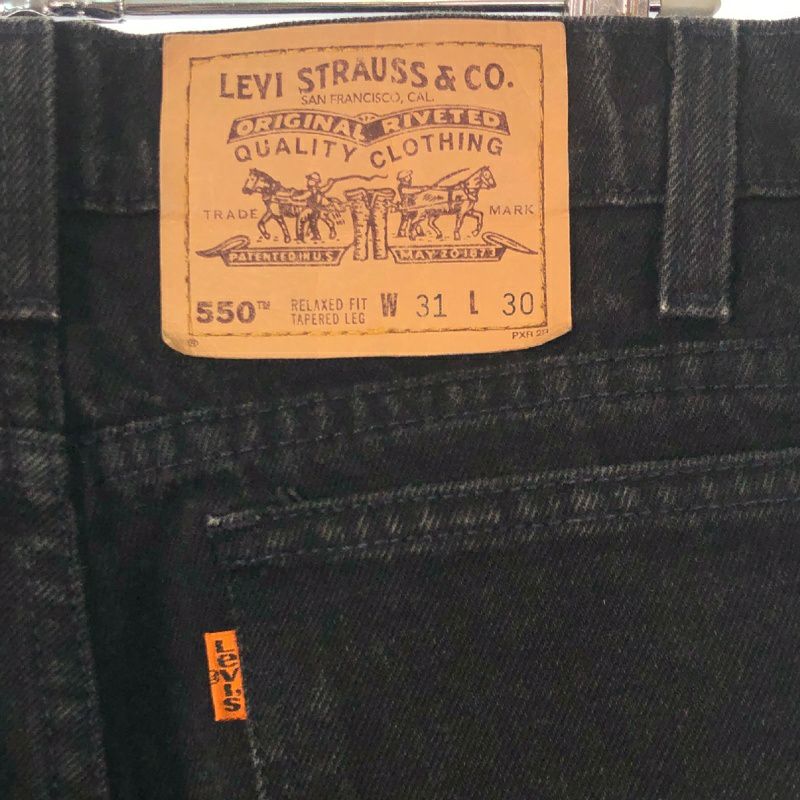 LEVI STRAUSS & CO.
SAN FRANCISCO, CAL.
ORIGINAL RIVETED
QUALITY CLOTHING
TRADE MARK
PATENTED IN U.S. MAY 20 1873
550™ RELAXED FIT W 31 L 30
TAPERED LEG
®
LEVI'S